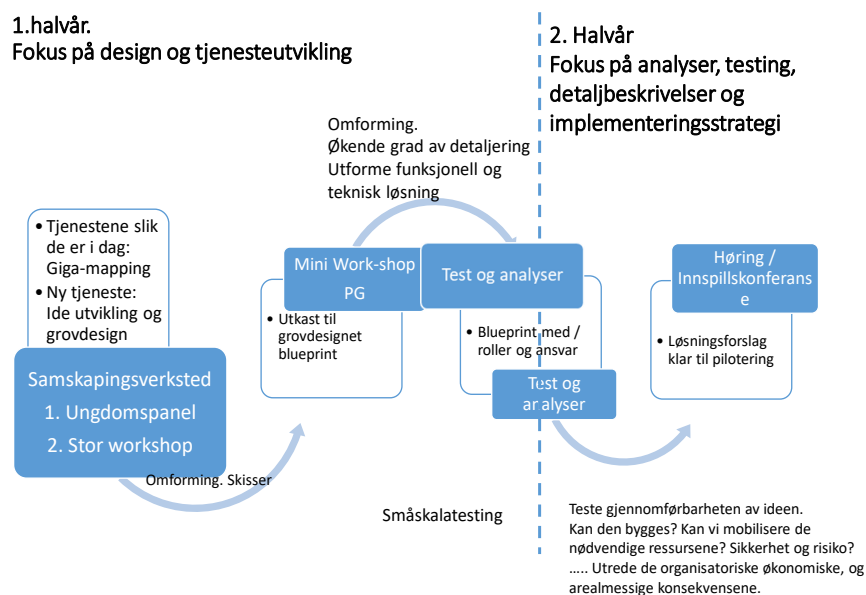 1.halvår.
Fokus på design og tjenesteutvikling
2. Halvår
Fokus på analyser, testing,
detaljbeskrivelser og
implementeringsstrategi
Omforming.
Økende grad av detaljering
Utforme funksjonell og
teknisk løsning
• Tjenestene slik
de er i dag:
Giga-mapping
• Ny tjeneste:
Ide utvikling og
grovdesign
Samskapingsverksted
1. Ungdomspanel
2. Stor workshop
Omforming. Skisser
Mini Work-shop
PG
• Utkast til
grovdesignet
blueprint
Test og analyser
• Blueprint med /
roller og ansvar
Test og
analyser
Høring /
Innspillskonferans
e
• Løsningsforslag
klar til pilotering
Småskalatesting
Teste gjennomførbarheten av ideen.
Kan den bygges? Kan vi mobilisere de
nødvendige ressursene? Sikkerhet og risiko?
….. Utrede de organisatoriske økonomiske, og
arealmessige konsekvensene.